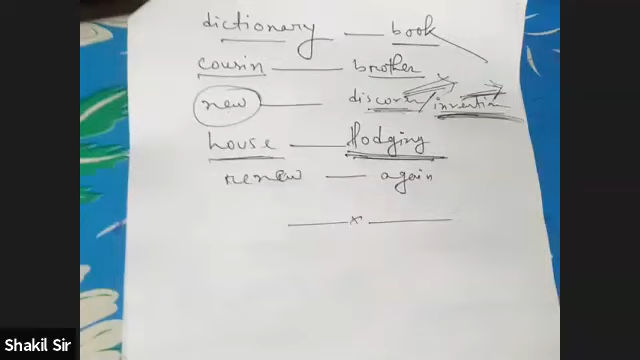 dictionary — book
cousin — brother
new — discover / invention
house — lodging
renew — again
x
Shakil Sir